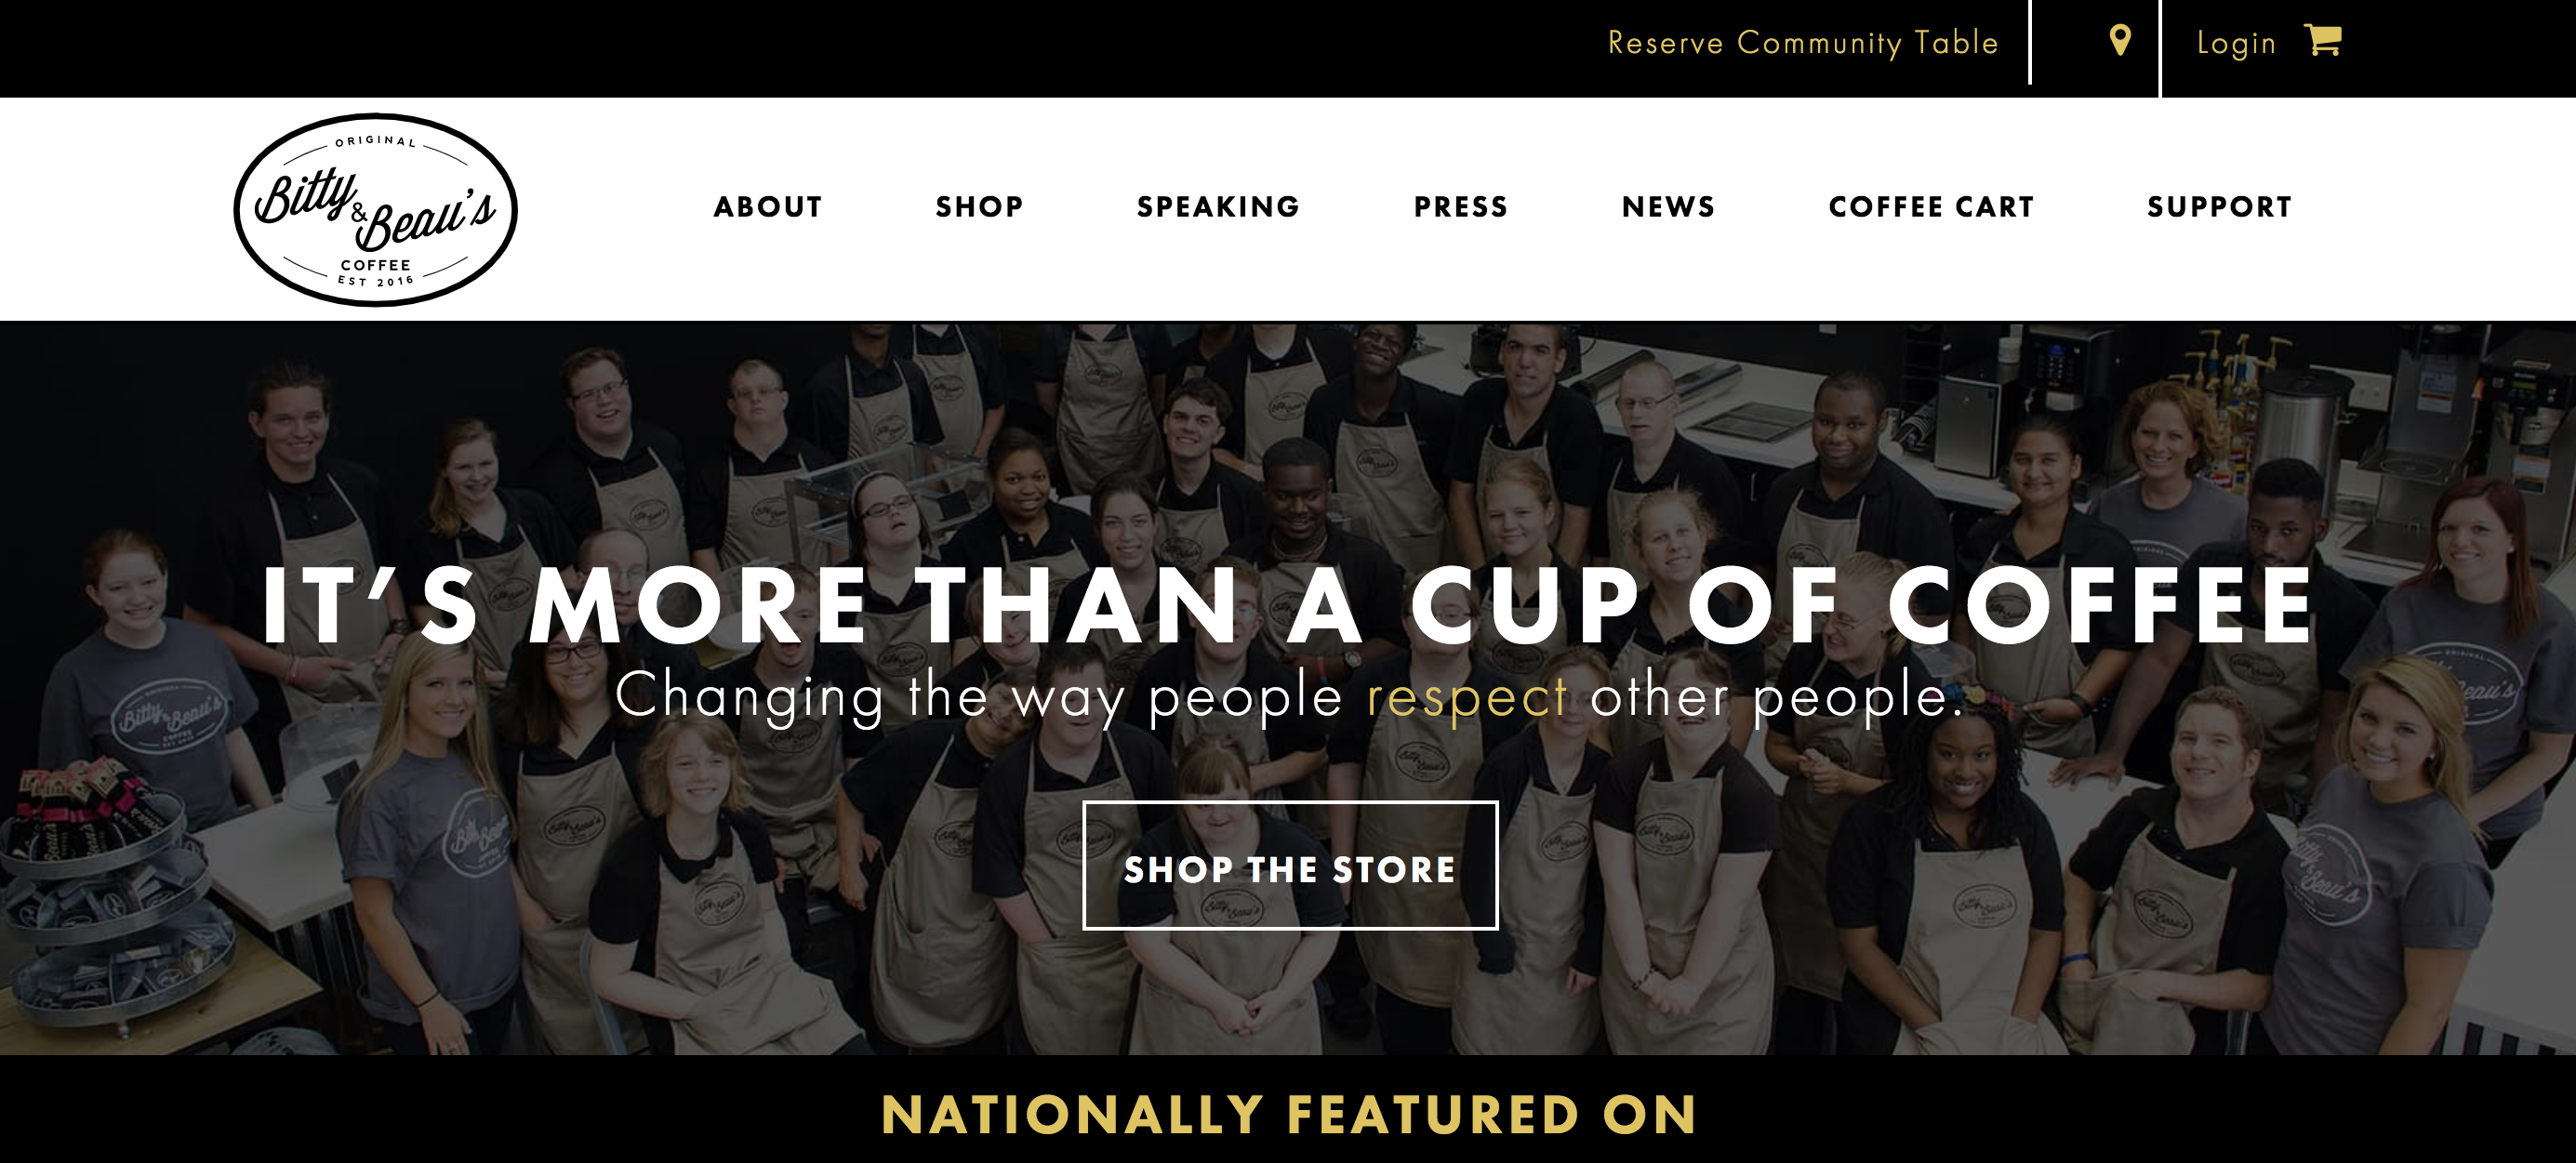 Reserve Community Table
Login
ORIGINAL
Bitty & Beau's
COFFEE
EST 2016
ABOUT
SHOP
SPEAKING
PRESS
NEWS
COFFEE CART
SUPPORT
IT’S MORE THAN A CUP OF COFFEE
Changing the way people respect other people.
SHOP THE STORE
NATIONALLY FEATURED ON